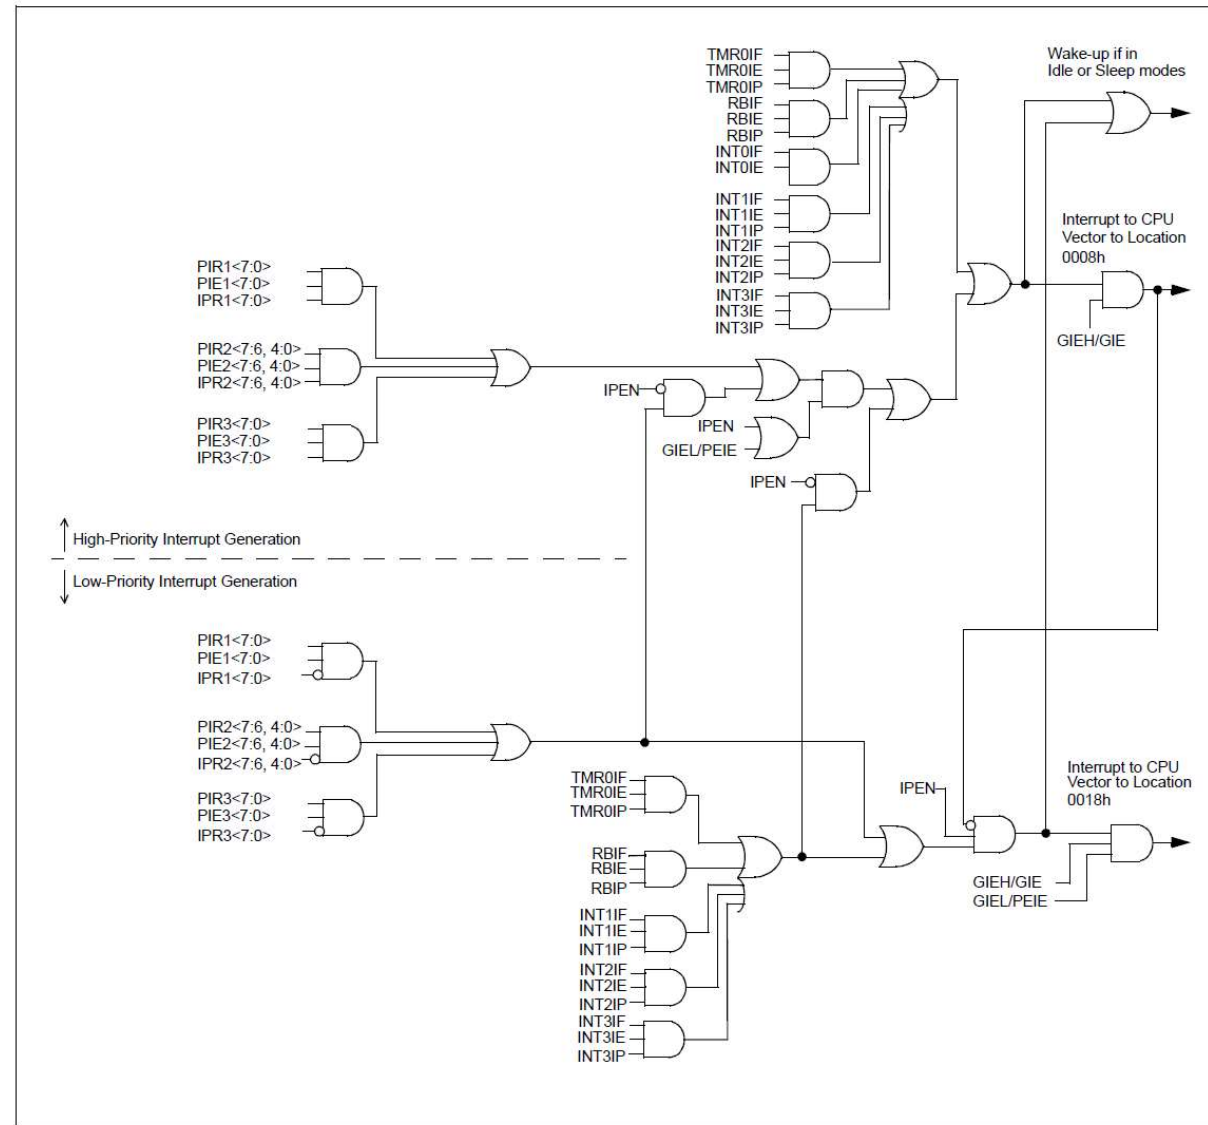 TMR0IF
TMR0IE
TMR0IP
RBIF
RBIE
RBIP
INT0IF
INT0IE
INT1IF
INT1IE
INT1IP
INT2IF
INT2IE
INT2IP
INT3IF
INT3IE
INT3IP
Wake-up if in
Idle or Sleep modes
Interrupt to CPU
Vector to Location
0008h
GIEH/GIE
PIR1<7:0>
PIE1<7:0>
IPR1<7:0>
PIR2<7:6, 4:0>
PIE2<7:6, 4:0>
IPR2<7:6, 4:0>
PIR3<7:0>
PIE3<7:0>
IPR3<7:0>
IPEN
IPEN
GIEL/PEIE
IPEN
High-Priority Interrupt Generation
Low-Priority Interrupt Generation
PIR1<7:0>
PIE1<7:0>
IPR1<7:0>
PIR2<7:6, 4:0>
PIE2<7:6, 4:0>
IPR2<7:6, 4:0>
PIR3<7:0>
PIE3<7:0>
IPR3<7:0>
TMR0IF
TMR0IE
TMR0IP
RBIF
RBIE
RBIP
INT1IF
INT1IE
INT1IP
INT2IF
INT2IE
INT2IP
INT3IF
INT3IE
INT3IP
IPEN
Interrupt to CPU
Vector to Location
0018h
GIEH/GIE
GIEL/PEIE